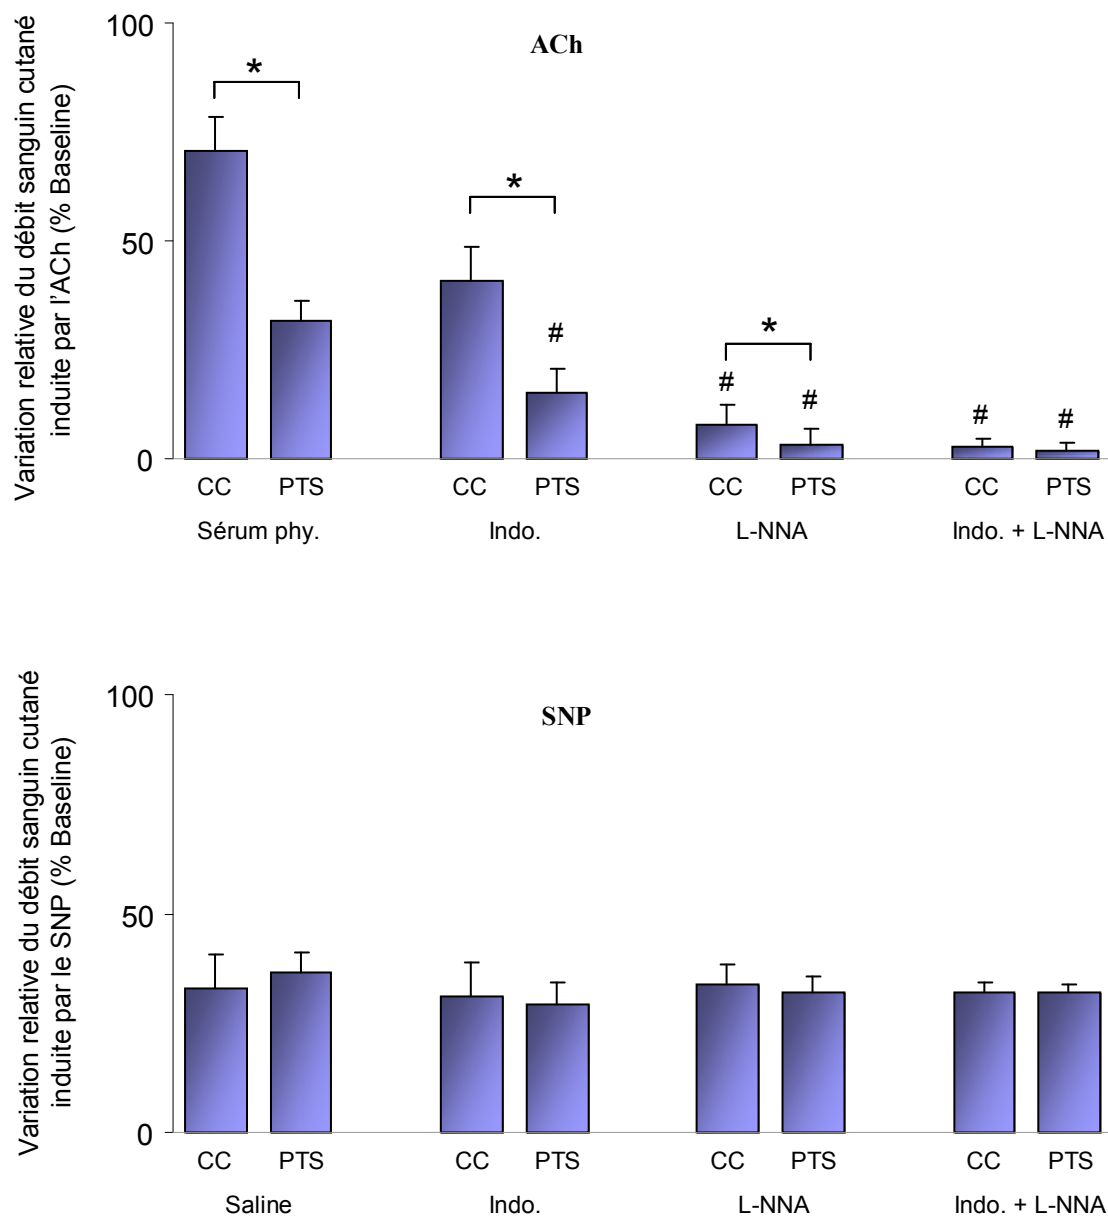 Variation relative du débit sanguin cutané
induite par l'ACh (% Baseline)
100
50
0
ACh
*
*
#
*
#
#
#
#
CC PTS CC PTS CC PTS CC PTS
Sérum phy. Indo. L-NNA Indo. + L-NNA
Variation relative du débit sanguin cutané
induite par le SNP (% Baseline)
100
50
0
SNP
CC PTS CC PTS CC PTS CC PTS
Saline Indo. L-NNA Indo. + L-NNA